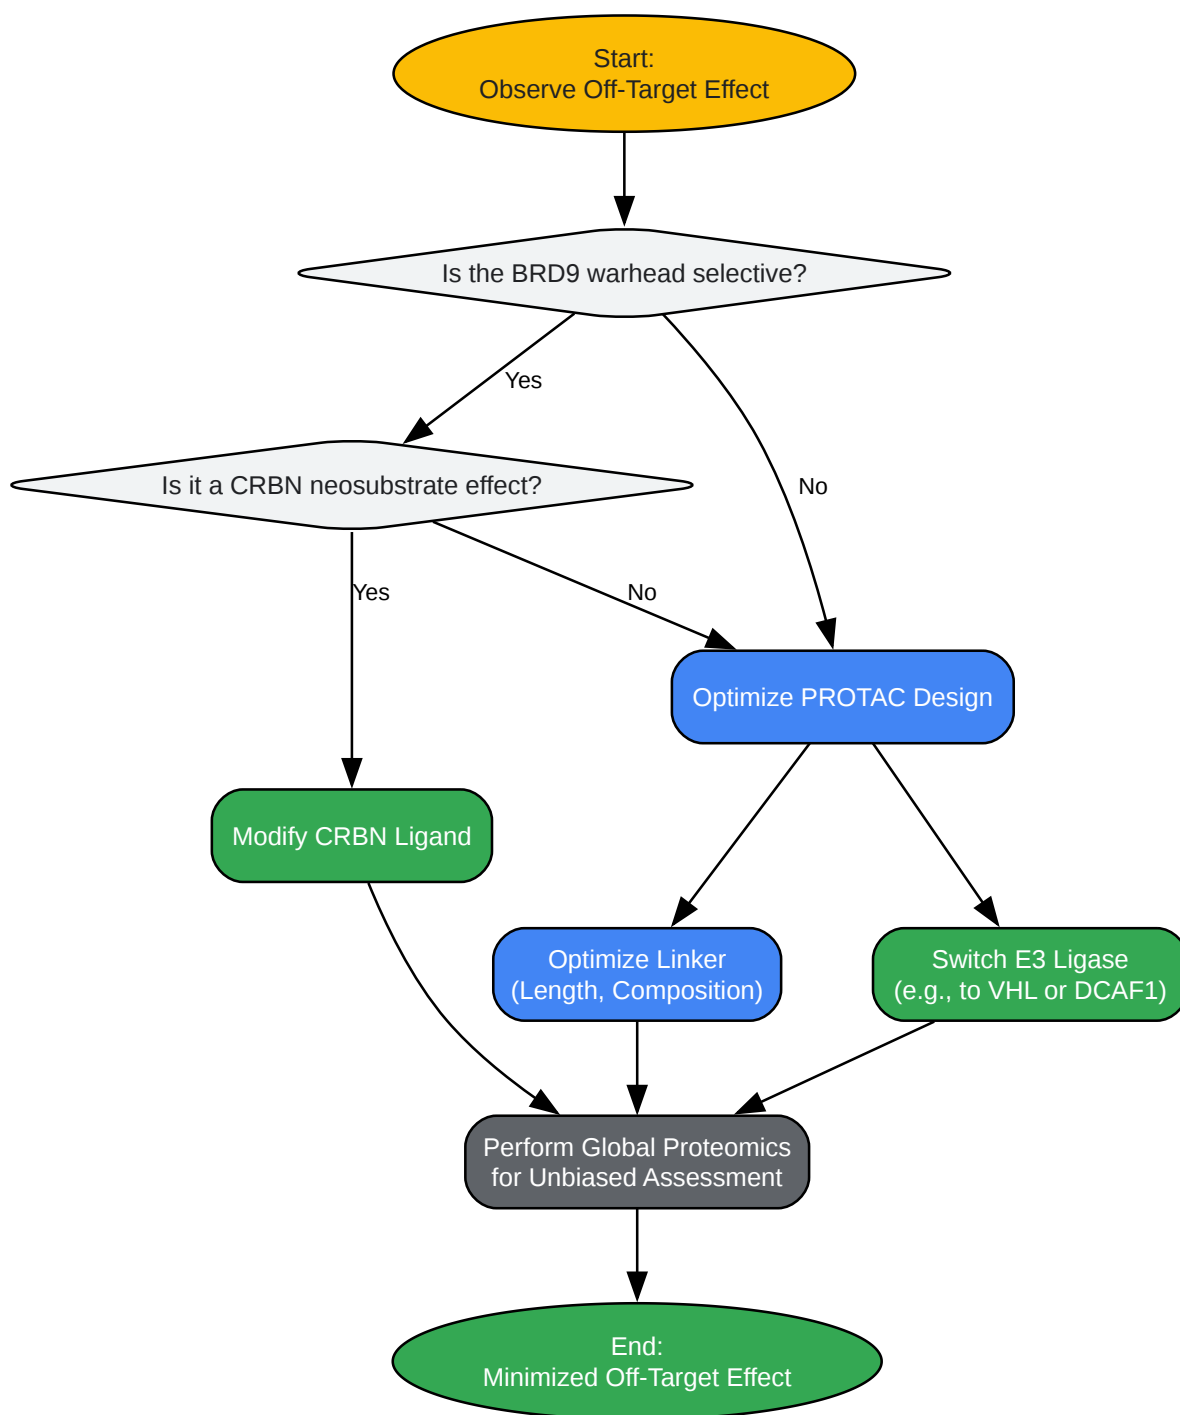 Start:
Observe Off-Target Effect
Is the BRD9 warhead selective?
Yes
Is it a CRBN neosubstrate effect?
No
Yes
No
Optimize PROTAC Design
Modify CRBN Ligand
Optimize Linker
(Length, Composition)
Switch E3 Ligase
(e.g., to VHL or DCAF1)
Perform Global Proteomics
for Unbiased Assessment
End:
Minimized Off-Target Effect